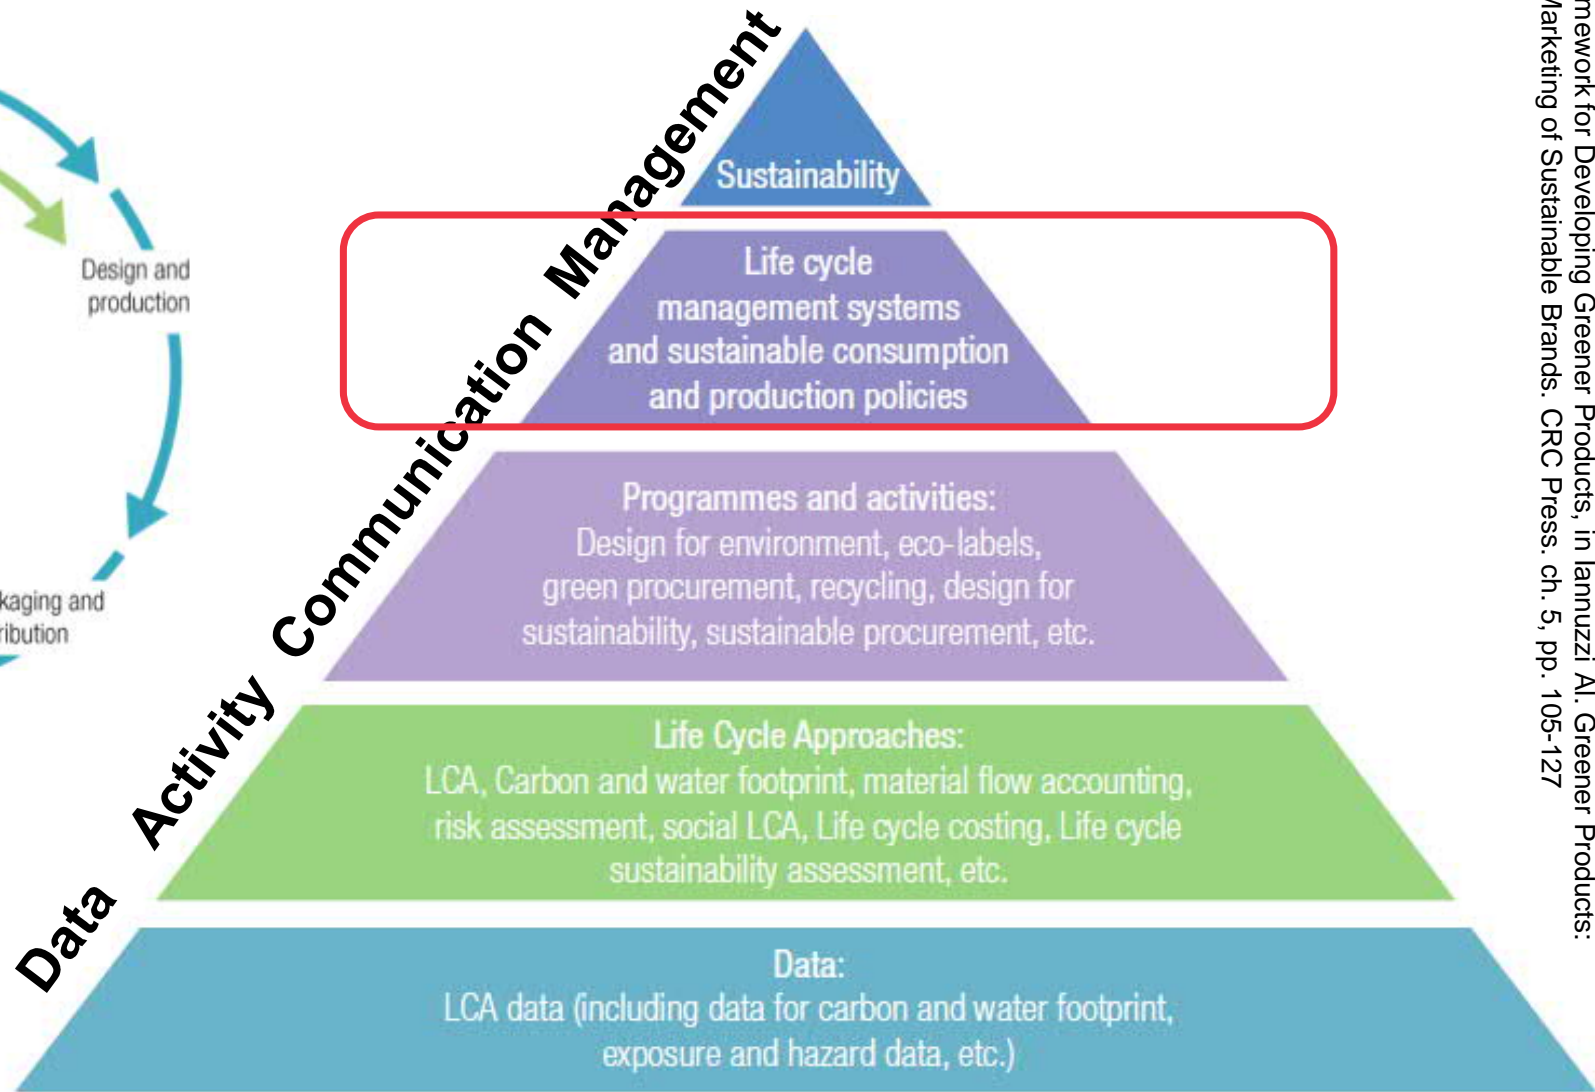 Design and
production
and
Management
Communication
Activity
Data
Sustainability
Life cycle
management systems
and sustainable consumption
and production policies
Programmes and activities:
Design for environment, eco-labels,
green procurement, recycling, design for
sustainability, sustainable procurement, etc.
Life Cycle Approaches:
LCA, Carbon and water footprint, material flow accounting,
risk assessment, social LCA, Life cycle costing, Life cycle
sustainability assessment, etc.
Data:
LCA data (including data for carbon and water footprint,
exposure and hazard data, etc.)
for Developing Greener Products, in Iannuzzi Al. Greener Products:
Marketing of Sustainable Brands. CRC Press. ch. 5, pp. 105-127